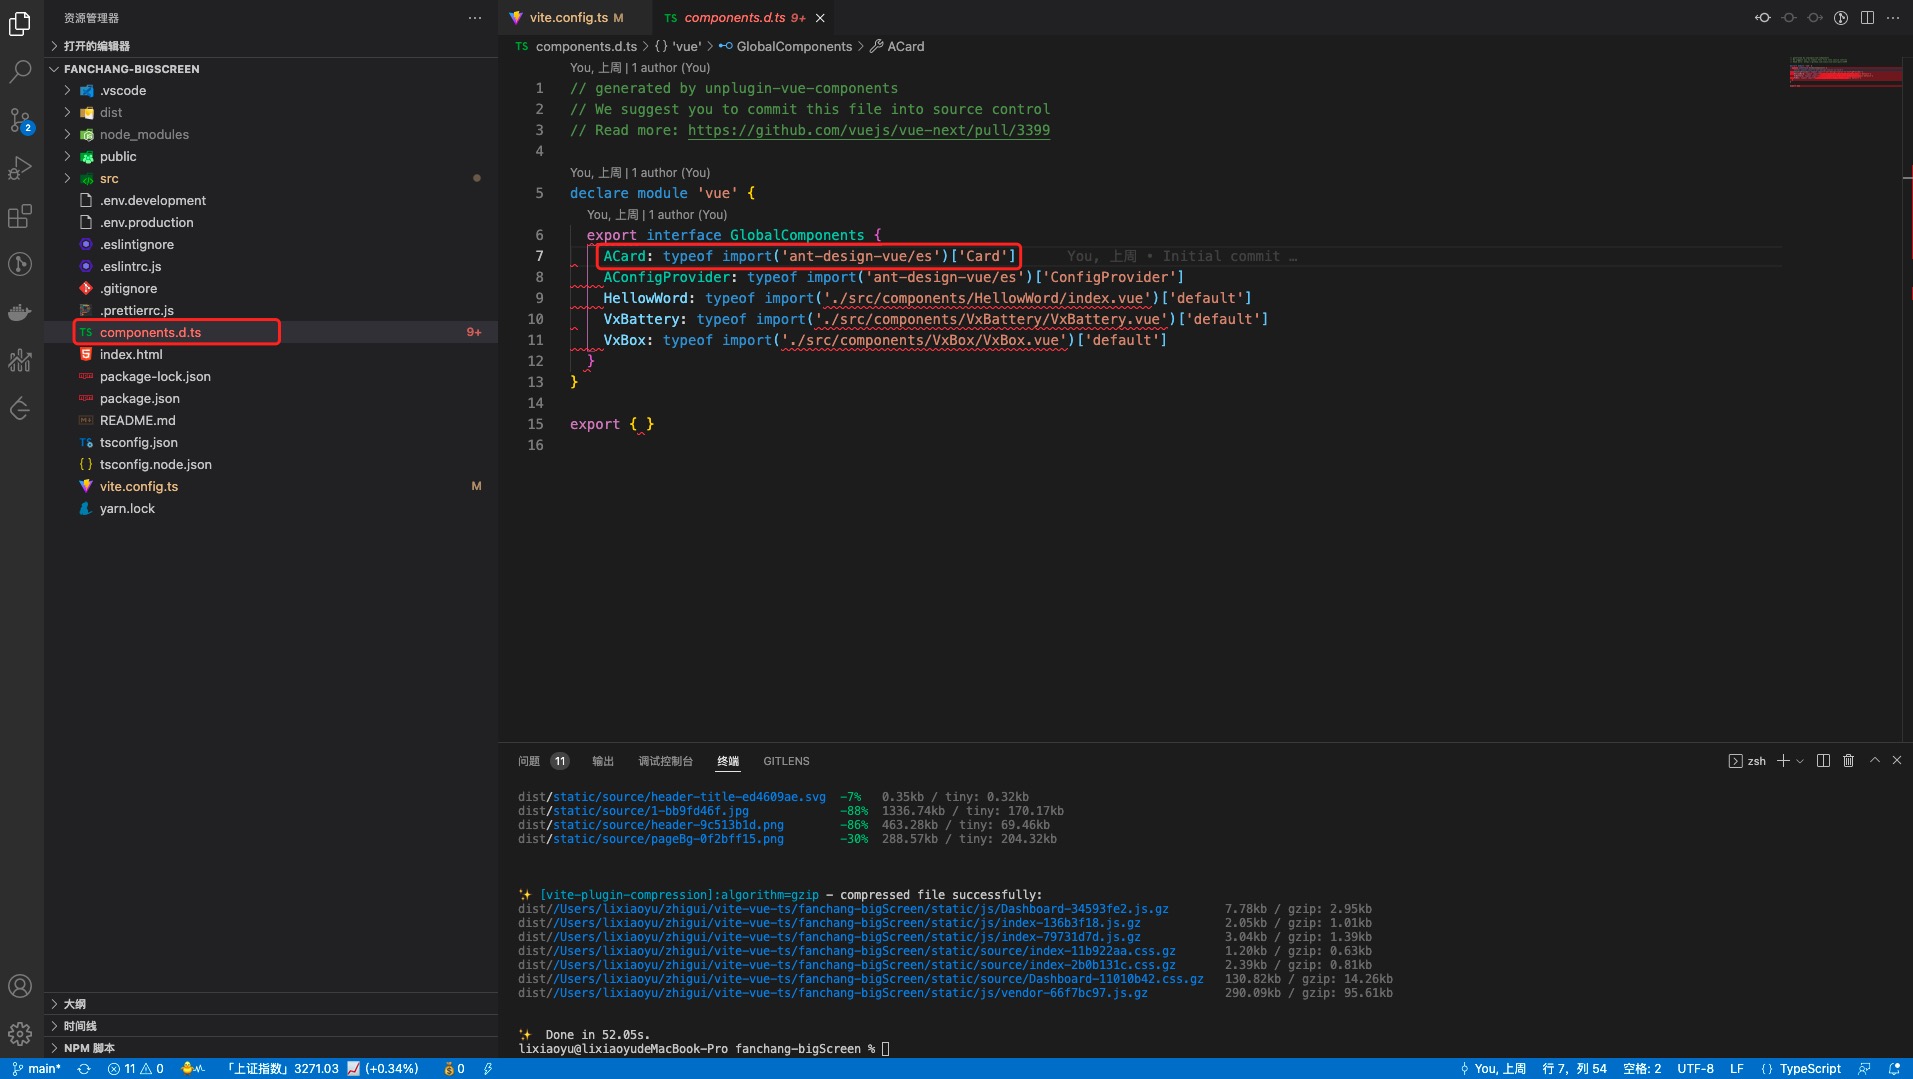 资源管理器
打开的编辑器
FANCHANG-BIGSCREEN
.vscode
dist
node_modules
public
src
.env.development
.env.production
.eslintignore
.eslintrc.js
.gitignore
.prettierrc.js
TS components.d.ts 9+
index.html
package-lock.json
package.json
README.md
tsconfig.json
tsconfig.node.json
vite.config.ts M
yarn.lock
大纲
时间线
NPM 脚本
vite.config.ts M
TS components.d.ts 9+
TS components.d.ts > {} 'vue' > GlobalComponents > ACard
You, 上周 | 1 author (You)
1 // generated by unplugin-vue-components
2 // We suggest you to commit this file into source control
3 // Read more: https://github.com/vuejs/vue-next/pull/3399
4
You, 上周 | 1 author (You)
5 declare module 'vue' {
You, 上周 | 1 author (You)
6 export interface GlobalComponents {
7 ACard: typeof import('ant-design-vue/es')['Card'] You, 上周 • Initial commit …
8 AConfigProvider: typeof import('ant-design-vue/es')['ConfigProvider']
9 HellowWord: typeof import('./src/components/HellowWord/index.vue')['default']
10 VxBattery: typeof import('./src/components/VxBattery/VxBattery.vue')['default']
11 VxBox: typeof import('./src/components/VxBox/VxBox.vue')['default']
12 }
13 }
14
15 export { }
16
问题 11 输出 调试控制台 终端 GITLENS
zsh
dist/static/source/header-title-ed4609ae.svg -7% 0.35kb / tiny: 0.32kb
dist/static/source/1-bb9fd46f.jpg -88% 1336.74kb / tiny: 170.17kb
dist/static/source/header-9c513b1d.png -86% 463.28kb / tiny: 69.46kb
dist/static/source/pageBg-0f2bff15.png -30% 288.57kb / tiny: 204.32kb
✨ [vite-plugin-compression]:algorithm=gzip - compressed file successfully:
dist//Users/lixiaoyu/zhigui/vite-vue-ts/fanchang-bigScreen/static/js/Dashboard-34593fe2.js.gz 7.78kb / gzip: 2.95kb
dist//Users/lixiaoyu/zhigui/vite-vue-ts/fanchang-bigScreen/static/js/index-136b3f18.js.gz 2.05kb / gzip: 1.01kb
dist//Users/lixiaoyu/zhigui/vite-vue-ts/fanchang-bigScreen/static/js/index-79731d7d.js.gz 3.04kb / gzip: 1.39kb
dist//Users/lixiaoyu/zhigui/vite-vue-ts/fanchang-bigScreen/static/source/index-11b922aa.css.gz 1.20kb / gzip: 0.63kb
dist//Users/lixiaoyu/zhigui/vite-vue-ts/fanchang-bigScreen/static/source/index-2b0b131c.css.gz 2.39kb / gzip: 0.81kb
dist//Users/lixiaoyu/zhigui/vite-vue-ts/fanchang-bigScreen/static/source/Dashboard-11010b42.css.gz 130.82kb / gzip: 14.26kb
dist//Users/lixiaoyu/zhigui/vite-vue-ts/fanchang-bigScreen/static/js/vendor-66f7bc97.js.gz 290.09kb / gzip: 95.61kb
✨ Done in 52.05s.
lixiaoyu@lixiaoyudeMacBook-Pro fanchang-bigScreen %
main* 11 0 「上证指数」3271.03 📈 (+0.34%) 💰0 You, 上周 行 7，列 54 空格: 2 UTF-8 LF {} TypeScript